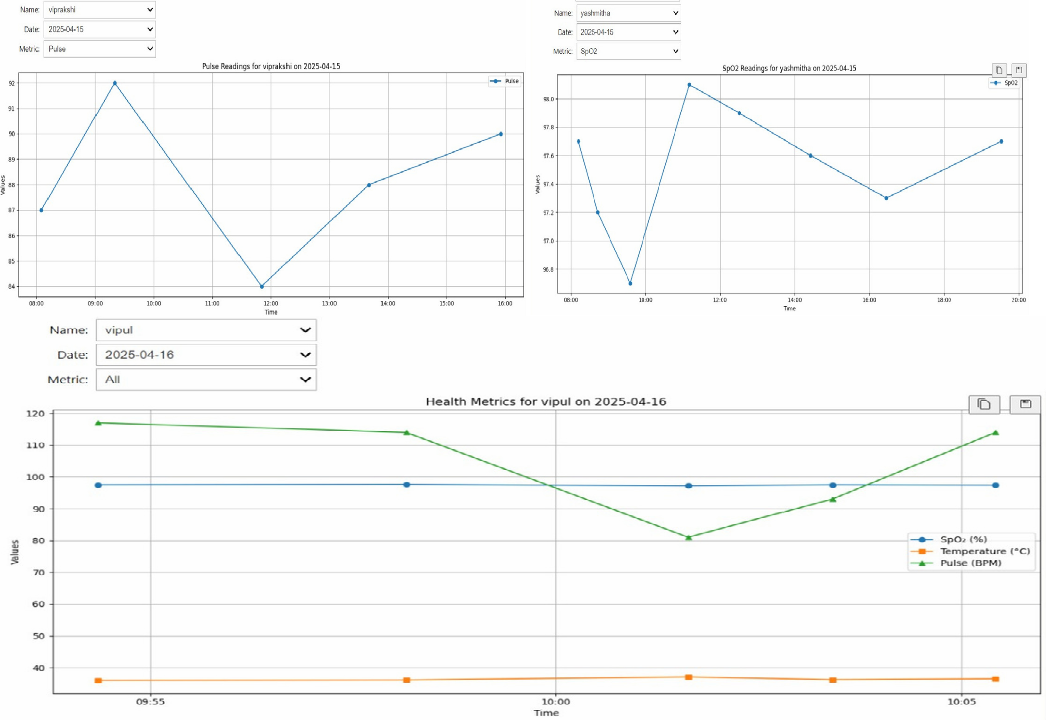 Name: viprakshi
Date: 2025-04-15
Metric: Pulse
Pulse Readings for viprakshi on 2025-04-15
Pulse
92
91
90
89
88
87
86
85
84
Values
08:00 09:00 10:00 11:00 12:00 13:00 14:00 15:00 16:00
Time
Name: yashmitha
Date: 2025-04-15
Metric: SpO2
SpO2 Readings for yashmitha on 2025-04-15
SpO2
98.0
97.8
97.6
97.4
97.2
97.0
96.8
Values
08:00 10:00 12:00 14:00 16:00 18:00 20:00
Time
Name: vipul
Date: 2025-04-16
Metric: All
Health Metrics for vipul on 2025-04-16
120
110
100
90
80
70
60
50
40
Values
SpO₂ (%)
Temperature (°C)
Pulse (BPM)
09:55 10:00 10:05
Time